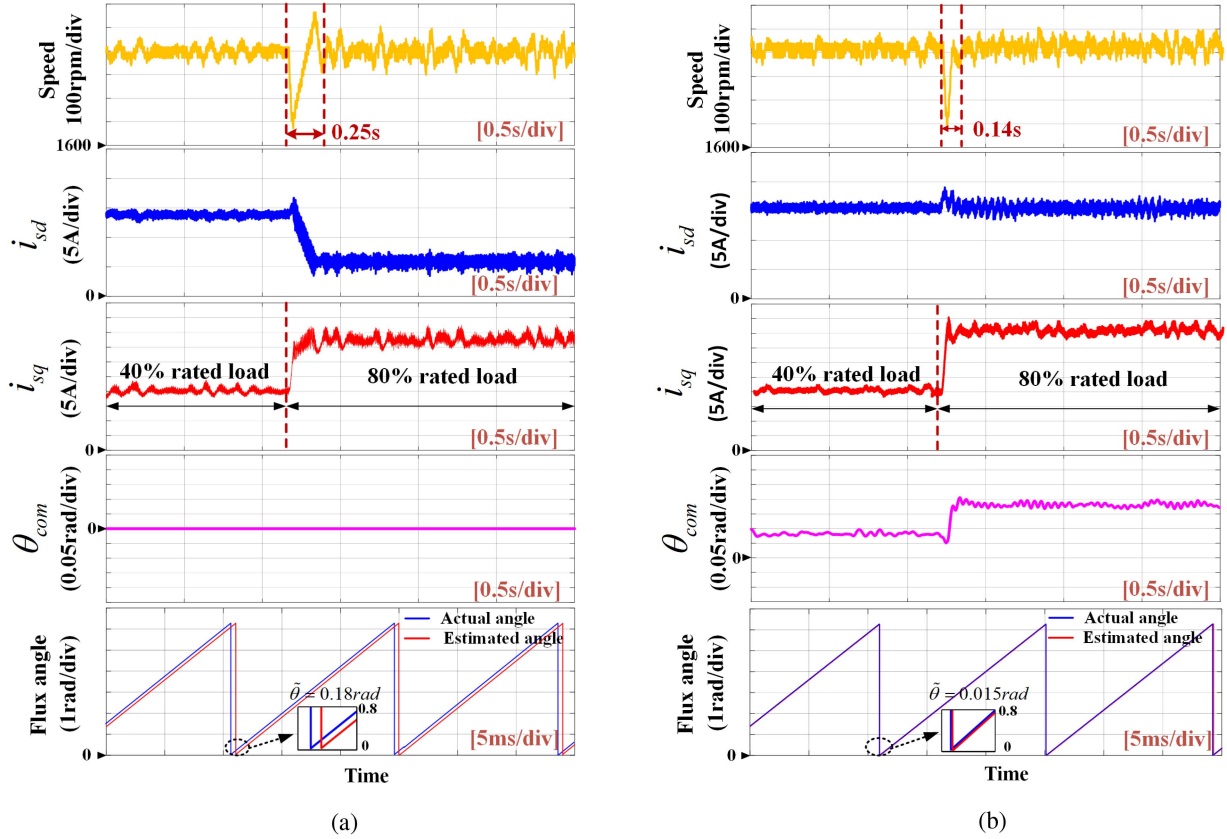 Speed
100rpm/div
1600
0.25s
[0.5s/div]
i_sd
(5A/div)
0
[0.5s/div]
i_sq
(5A/div)
40% rated load
80% rated load
0
[0.5s/div]
θ_com
(0.05rad/div)
0
[0.5s/div]
Flux angle
(1rad/div)
Actual angle
Estimated angle
θ̃ = 0.18rad
0.8
0
0
[5ms/div]
Time
(a)
Speed
100rpm/div
1600
0.14s
[0.5s/div]
i_sd
(5A/div)
0
[0.5s/div]
i_sq
(5A/div)
40% rated load
80% rated load
0
[0.5s/div]
θ_com
(0.05rad/div)
0
[0.5s/div]
Flux angle
(1rad/div)
Actual angle
Estimated angle
θ̃ = 0.015rad
0.8
0
0
[5ms/div]
Time
(b)